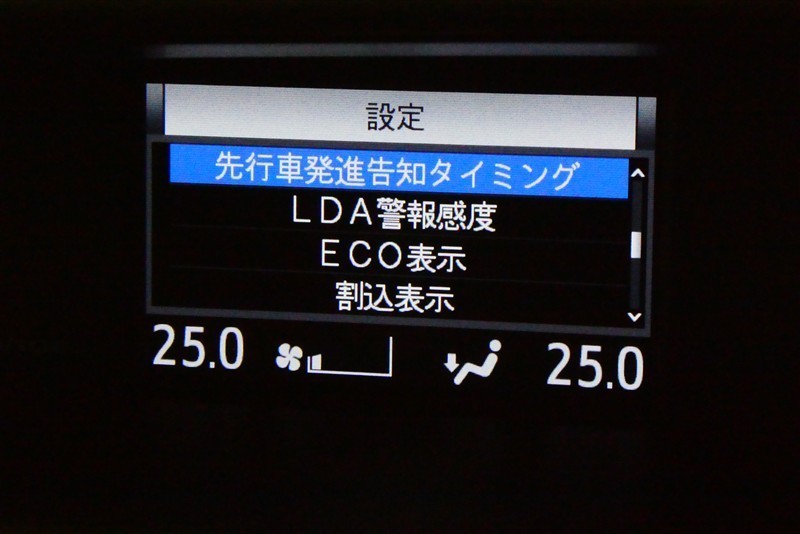 設定
先行車発進告知タイミング
LDA警報感度
ECO表示
割込表示
25.0 25.0